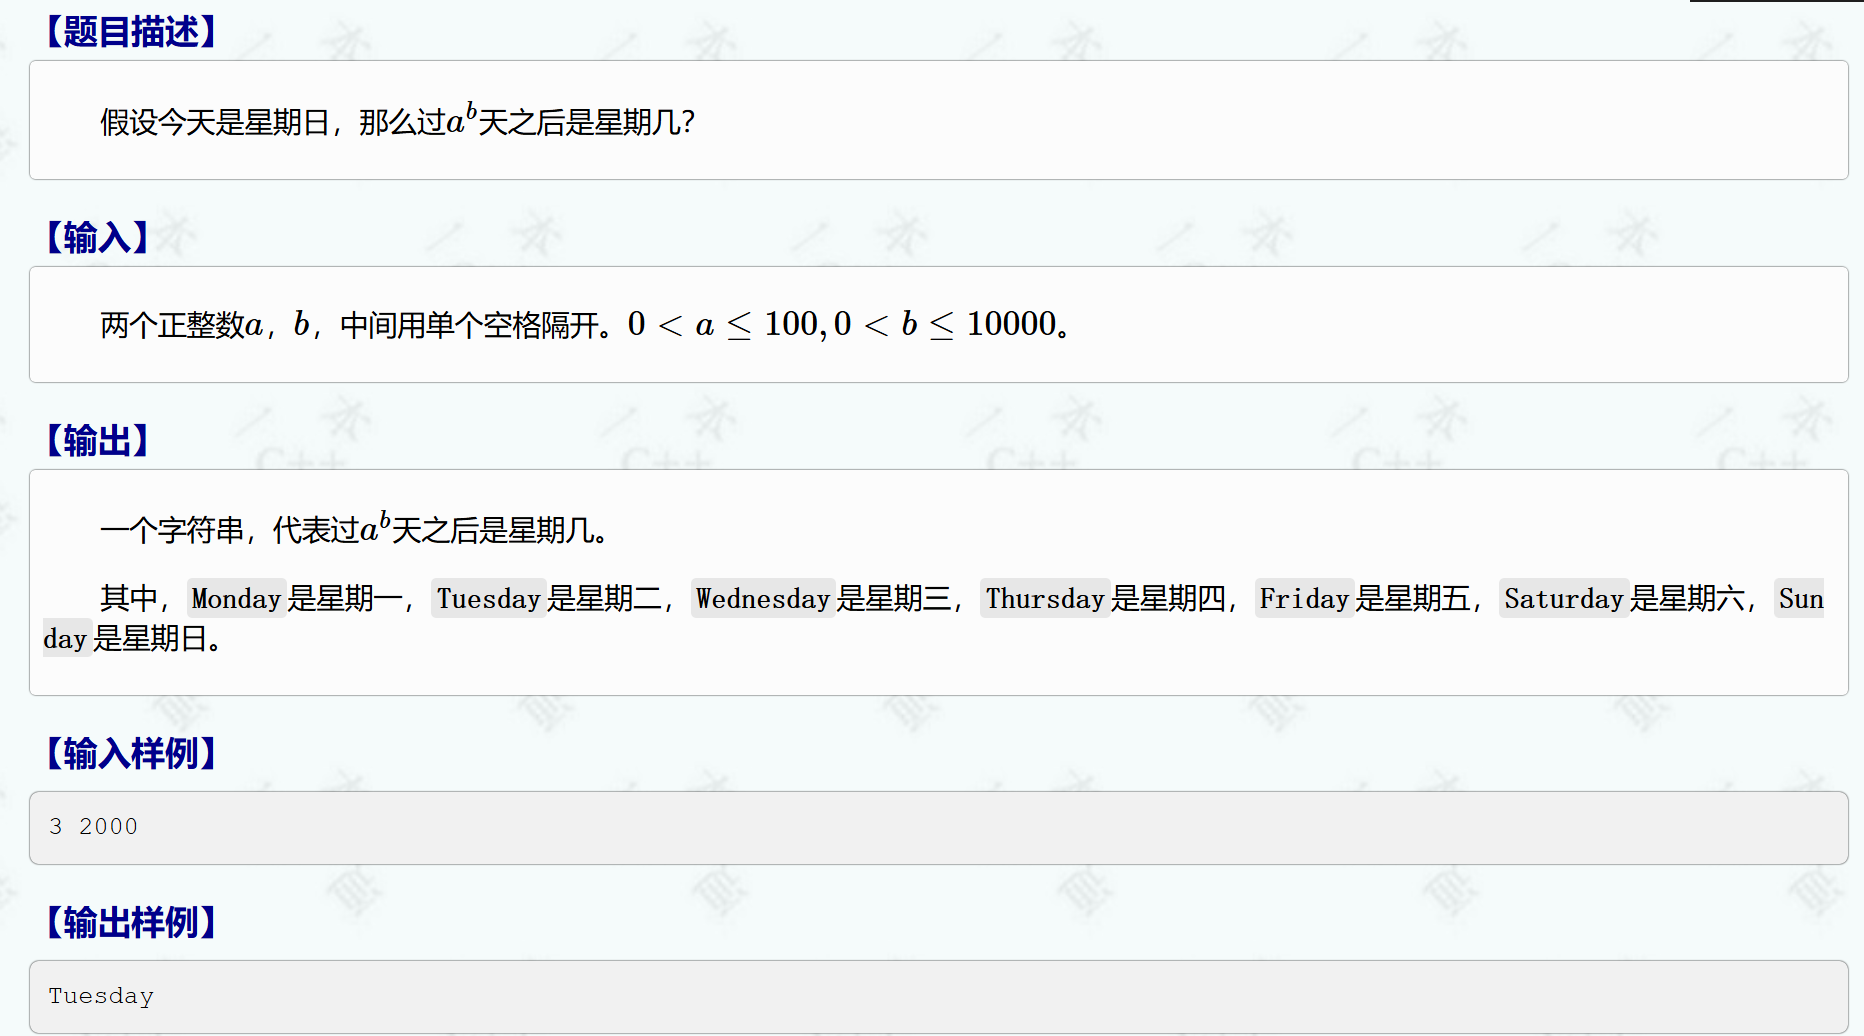 【题目描述】
假设今天是星期日，那么过a^b天之后是星期几？
【输入】
两个正整数a，b，中间用单个空格隔开。0 < a ≤ 100, 0 < b ≤ 10000。
【输出】
一个字符串，代表过a^b天之后是星期几。
其中，Monday是星期一，Tuesday是星期二，Wednesday是星期三，Thursday是星期四，Friday是星期五，Saturday是星期六，Sun
day是星期日。
【输入样例】
3 2000
【输出样例】
Tuesday